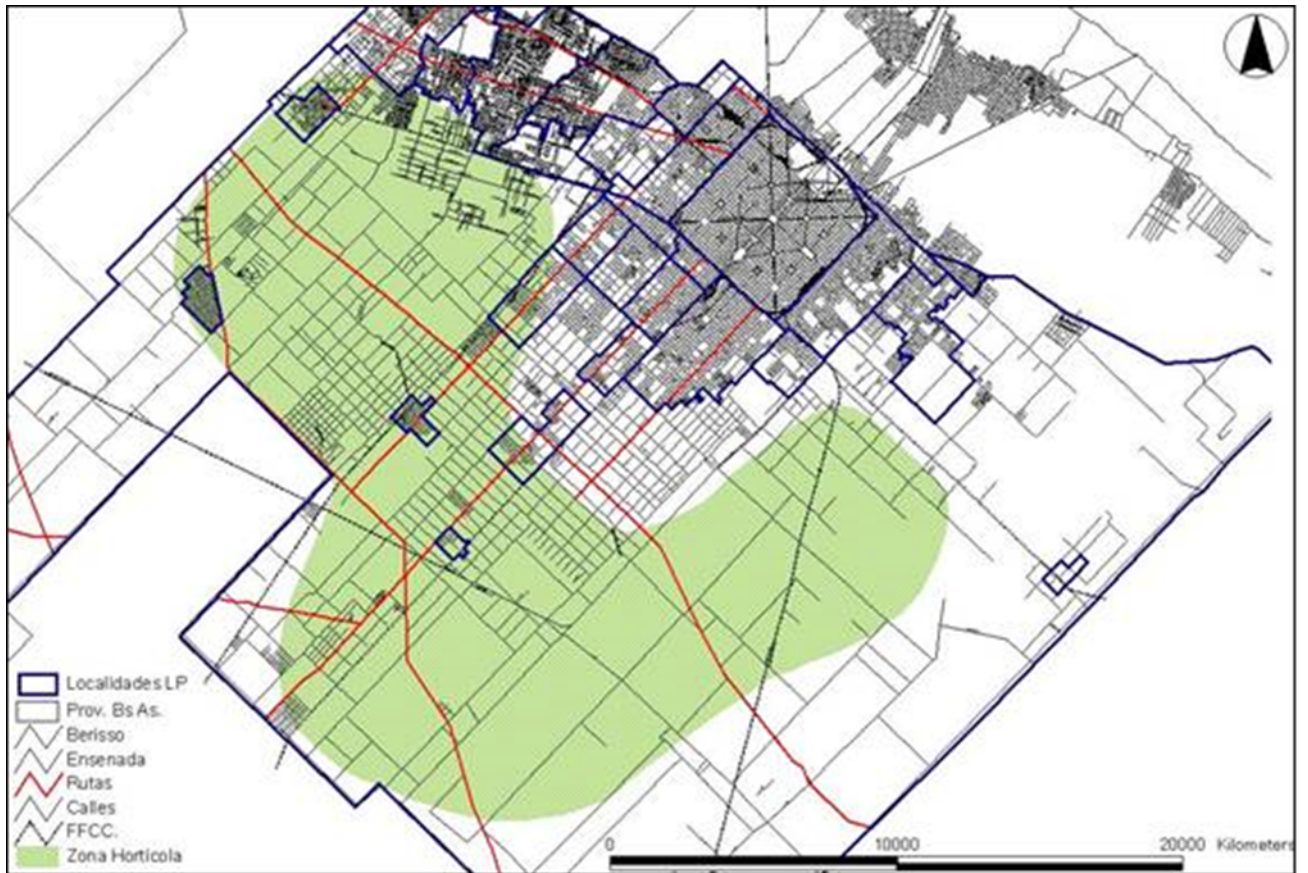 Localidades LP
Prov. Bs As.
Berisso
Ensenada
Rutas
Calles
FFCC.
Zona Hortícola
0 10000 20000 Kilometers